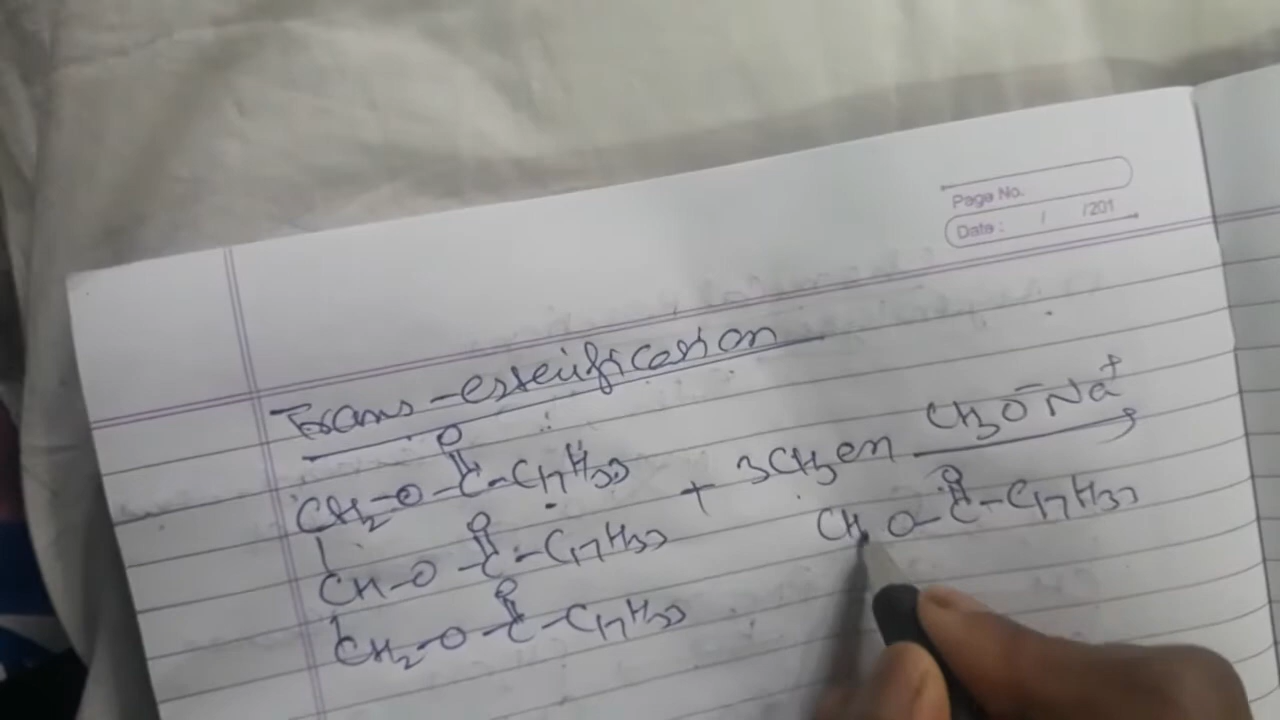 Page No.
Date : / /201
Trans-esterification
O
CH2-O-C-C17H33 + 3CH3OH CH3O-Na+
O
CH-O-C-C17H33
O
CH2-O-C-C17H33
O
CH3 O-C-C17H33